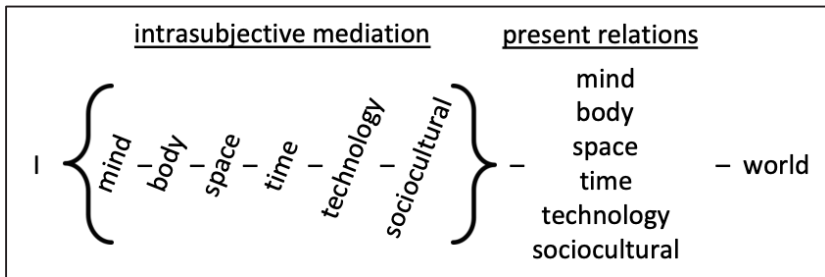 intrasubjective mediation
present relations
I { mind – body – space – time – technology – sociocultural } –
mind
body
space
time
technology
sociocultural
– world